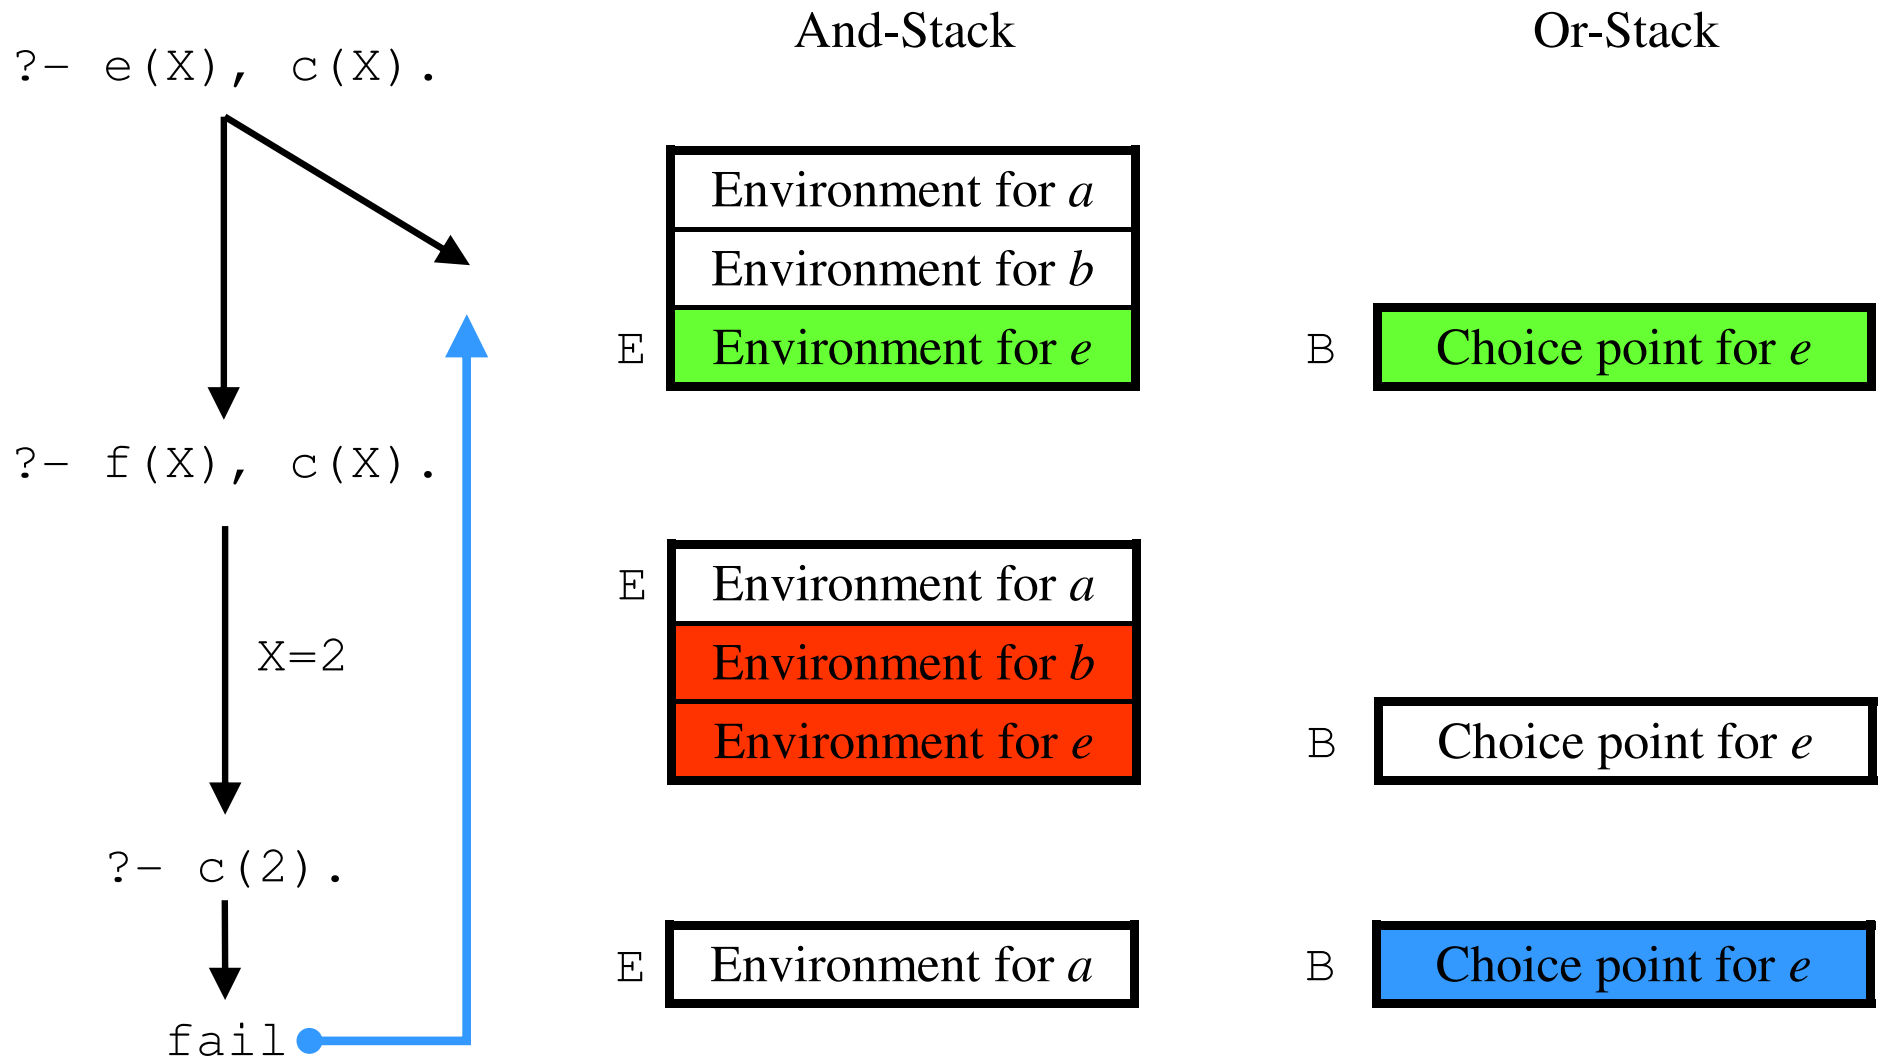 And-Stack
Or-Stack
?- e(X), c(X).
Environment for a
Environment for b
E
Environment for e
B
Choice point for e
?- f(X), c(X).
E
Environment for a
X=2
Environment for b
Environment for e
B
Choice point for e
?- c(2).
E
Environment for a
B
Choice point for e
fail